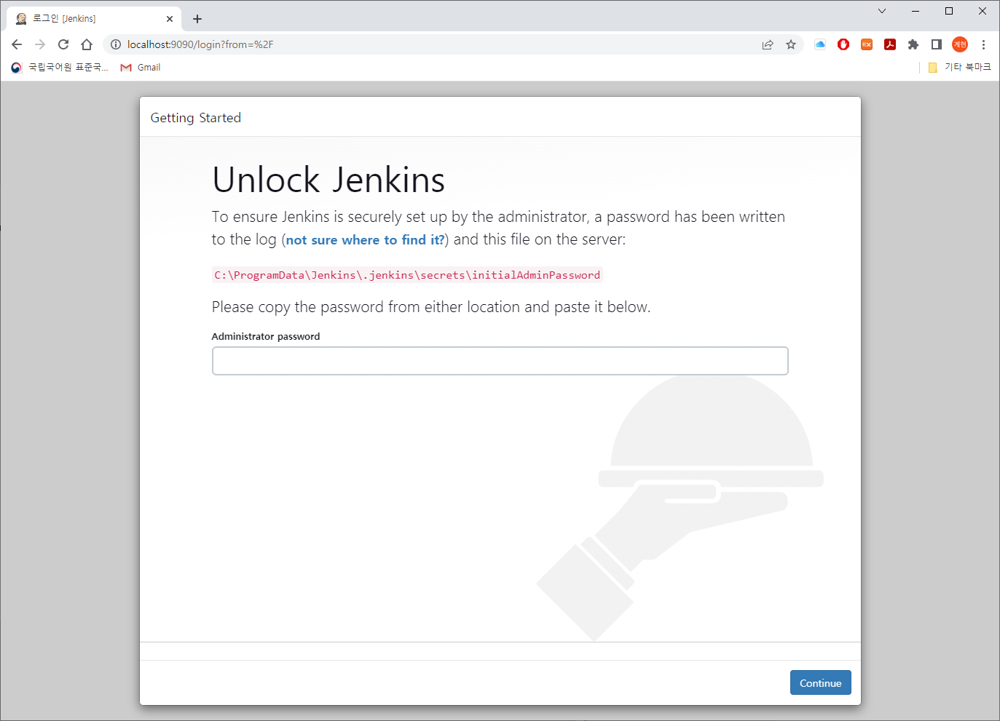 로그인 [Jenkins]
localhost:9090/login?from=%2F
계현
국립국어원 표준국...
Gmail
기타 북마크
Getting Started
Unlock Jenkins
To ensure Jenkins is securely set up by the administrator, a password has been written
to the log (not sure where to find it?) and this file on the server:
C:\ProgramData\Jenkins\.jenkins\secrets\initialAdminPassword
Please copy the password from either location and paste it below.
Administrator password
Continue